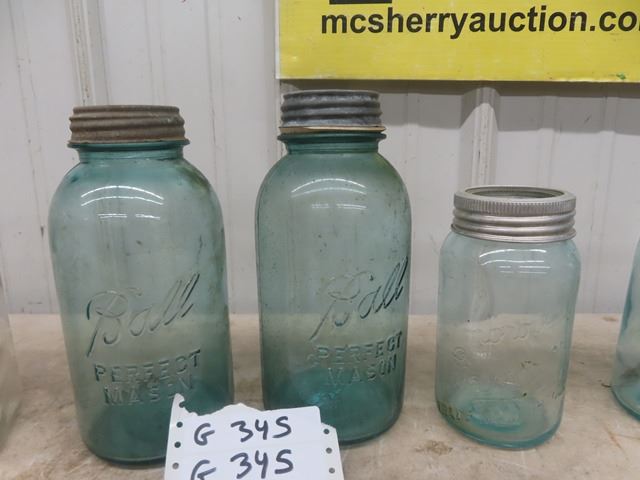 mcsherryauction.co
Ball
PERFECT
MASON
Ball
PERFECT
MASON
G 345
G 345